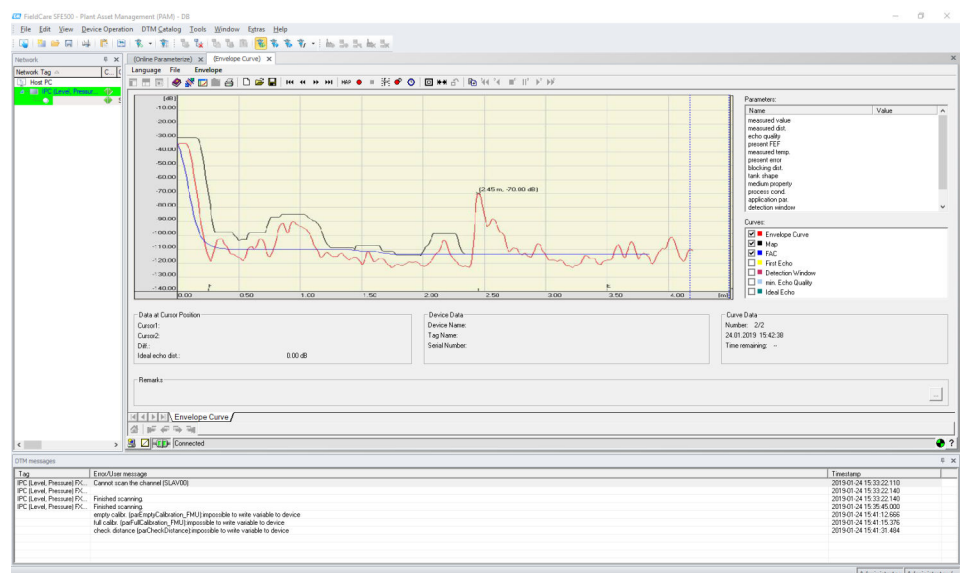 FieldCare SFE500 - Plant Asset Management (PAM) - DB
File Edit View Device Operation DTM Catalog Tools Window Extras Help
Network
(Online Parameterize) X (Envelope Curve) X
Network Tag C...
Language File Envelope
Host PC
IPC (Level, Pressur...
[dB]
-10.00
-20.00
-30.00
-40.00
-50.00
-60.00
-70.00
-80.00
-90.00
-100.00
-110.00
-120.00
-130.00
-140.00
(2.45 m, -70.00 dB)
0.00 0.50 1.00 1.50 2.00 2.50 3.00 3.50 4.00 [m]
Parameters:
Name Value
measured value
measured dist.
echo quality
present FEF
measured temp.
present error
blocking dist.
tank shape
medium property
process cond.
application par.
detection window
Curves:
Envelope Curve
Map
FAC
First Echo
Detection Window
min. Echo Quality
Ideal Echo
Data at Cursor Position
Cursor1:
Cursor2:
Diff.:
Ideal echo dist.: 0.00 dB
Device Data
Device Name:
Tag Name:
Serial Number:
Curve Data
Number: 2/2
24.01.2019 15:42:38
Time remaining: --
Remarks
...
Envelope Curve
Connected
DTM messages
Tag Error/User message Timestamp
IPC (Level, Pressure) FX... Cannot scan the channel (SLAV00) 2019-01-24 15:33:22.110
IPC (Level, Pressure) FX... 2019-01-24 15:33:22.140
IPC (Level, Pressure) FX... Finished scanning. 2019-01-24 15:33:22.140
IPC (Level, Pressure) FX... Finished scanning. 2019-01-24 15:35:45.000
empty calibr. (parEmptyCalibration_FMU):impossible to write variable to device 2019-01-24 15:41:12.666
full calibr. (parFullCalibration_FMU):impossible to write variable to device 2019-01-24 15:41:15.376
check distance (parCheckDistance):impossible to write variable to device 2019-01-24 15:41:31.484